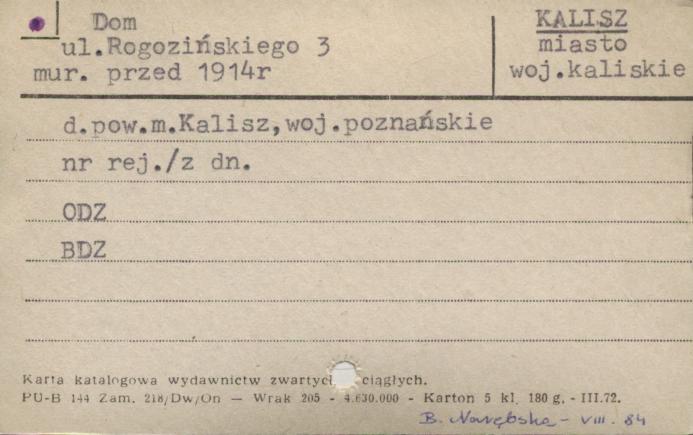 Dom
ul.Rogozińskiego 3
mur. przed 1914r
KALISZ
miasto
woj.kaliskie
d.pow.m.Kalisz,woj.poznańskie
nr rej./z dn.
ODZ
BDZ
Karta katalogowa wydawnictw zwartych ciągłych.
PU-B 144 Zam. 218/Dw/On — Wrak 205 - 4.630.000 - Karton 5 kl. 180 g. - III.72.
B. Narębska - VIII. 84